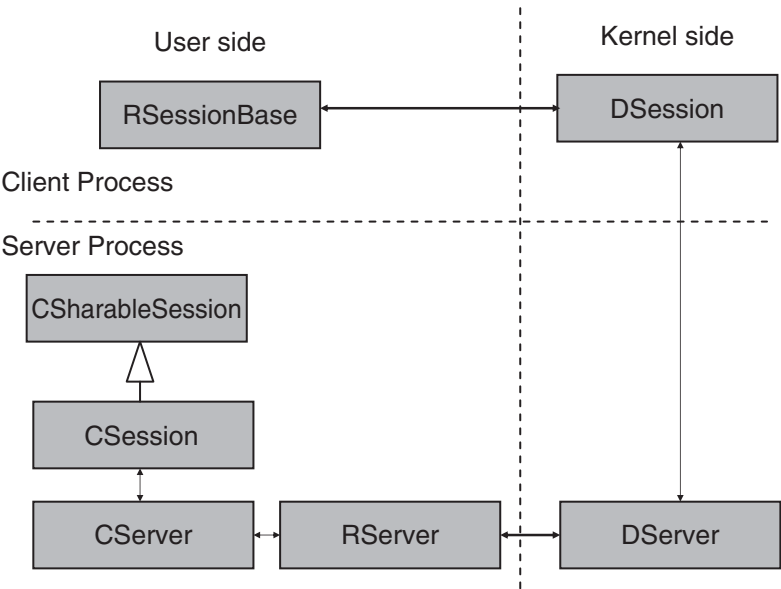 User side
Kernel side
RSessionBase
DSession
Client Process
Server Process
CSharableSession
CSession
CServer
RServer
DServer